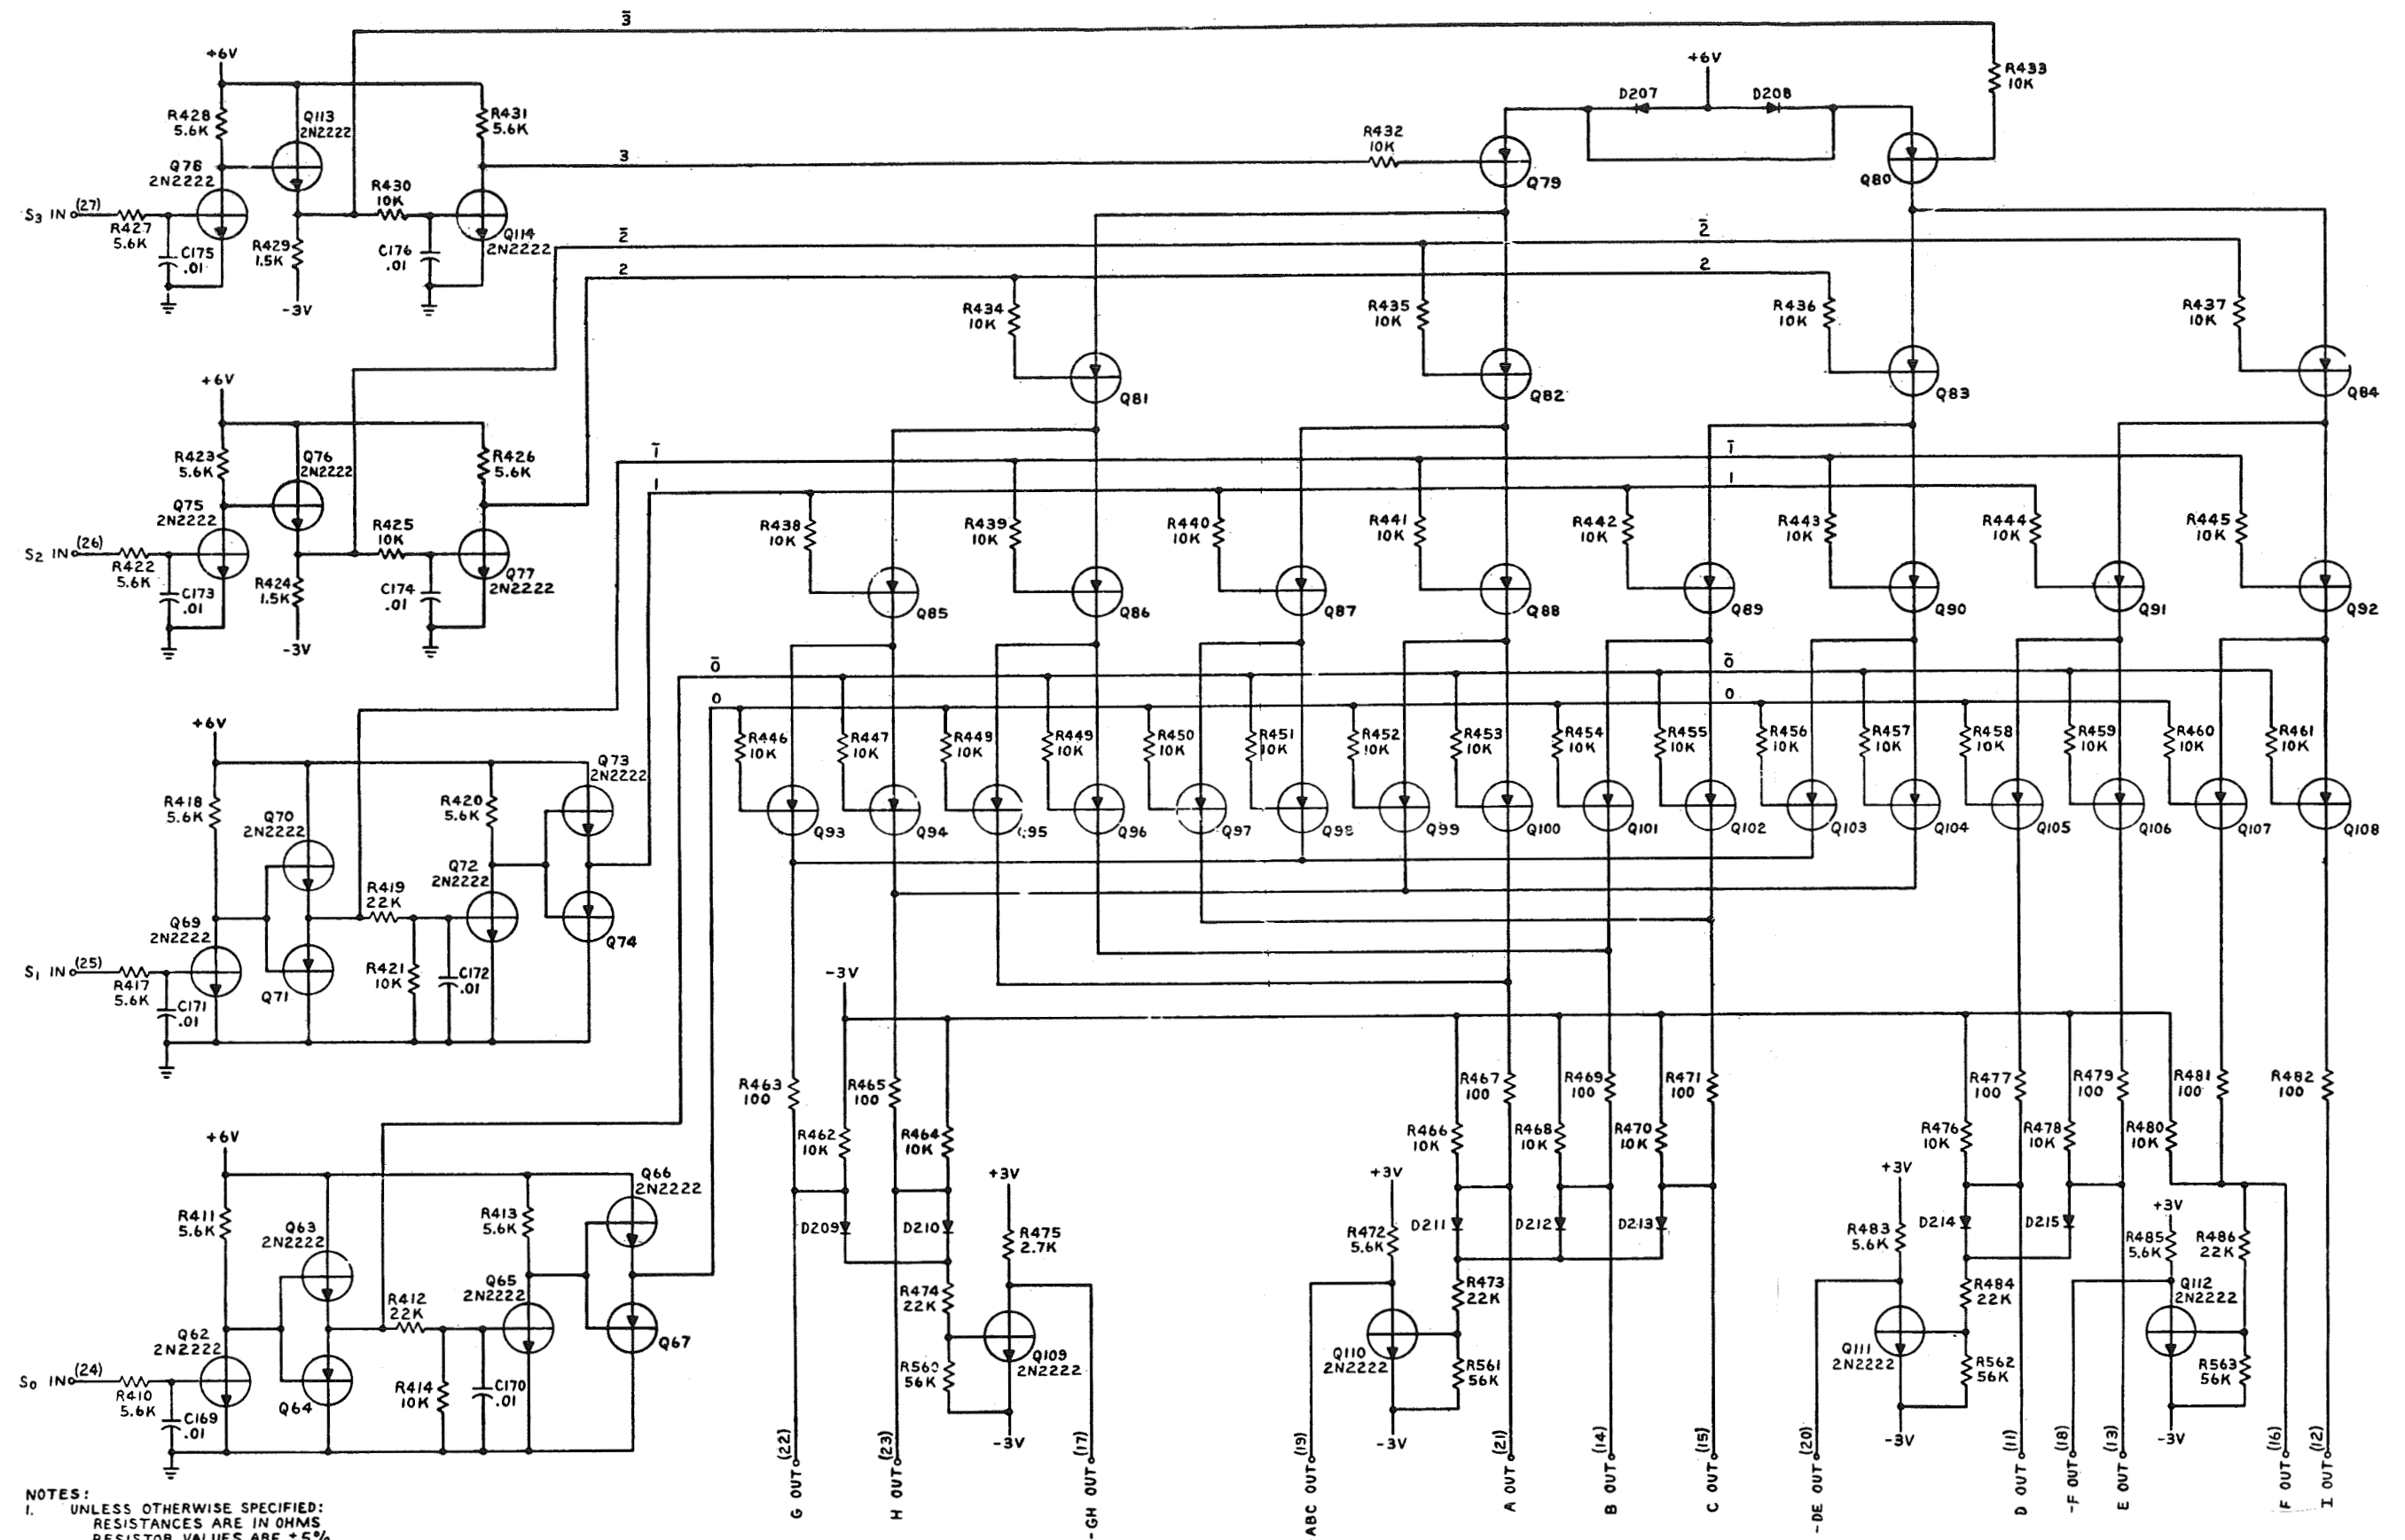 3̄
+6V
+6V
R433
10K
D207
D208
R428
5.6K
Q113
2N2222
R431
5.6K
R432
10K
3
Q78
2N2222
Q79
Q80
R430
10K
S3 IN
(27)
R427
5.6K
C175
.01
R429
1.5K
C176
.01
Q114
2N2222
-3V
2̄
2̄
2
2
R434
10K
R435
10K
R436
10K
R437
10K
+6V
Q81
Q82
Q83
Q84
R423
5.6K
Q76
2N2222
R426
5.6K
1̄
1̄
1
1
Q75
2N2222
R425
10K
R438
10K
R439
10K
R440
10K
R441
10K
R442
10K
R443
10K
R444
10K
R445
10K
S2 IN
(26)
R422
5.6K
C173
.01
R424
1.5K
C174
.01
Q77
2N2222
-3V
Q85
Q86
Q87
Q88
Q89
Q90
Q91
Q92
0̄
0̄
0
0
+6V
R446
10K
R447
10K
R449
10K
R449
10K
R450
10K
R451
10K
R452
10K
R453
10K
R454
10K
R455
10K
R456
10K
R457
10K
R458
10K
R459
10K
R460
10K
R461
10K
Q73
2N2222
R418
5.6K
Q70
2N2222
R420
5.6K
Q93
Q94
Q96
Q97
Q98
Q99
Q100
Q101
Q102
Q103
Q104
Q105
Q106
Q107
Q108
Q72
2N2222
R419
22K
Q69
2N2222
Q74
S1 IN
(25)
R417
5.6K
C171
.01
Q71
R421
10K
C172
.01
-3V
R463
100
R465
100
R467
100
R469
100
R471
100
R477
100
R479
100
R481
100
R482
100
R462
10K
R464
10K
R466
10K
R468
10K
R470
10K
R476
10K
R478
10K
R480
10K
+6V
Q66
2N2222
+3V
+3V
+3V
+3V
R411
5.6K
Q63
2N2222
R413
5.6K
D209
D210
R475
2.7K
R472
5.6K
D211
D212
D213
R483
5.6K
D214
D215
R485
5.6K
R486
22K
Q65
2N2222
R412
22K
R474
22K
R473
22K
R484
22K
Q112
2N2222
Q62
2N2222
Q67
Q109
2N2222
Q110
2N2222
Q111
2N2222
S0 IN
(24)
R410
5.6K
C169
.01
Q64
R414
10K
C170
.01
56K
R561
56K
R562
56K
R563
56K
-3V
-3V
-3V
-3V
G OUT (22)
H OUT (23)
-GH OUT (17)
ABC OUT (19)
A OUT (21)
B OUT (14)
C OUT (15)
-DE OUT (20)
D OUT (11)
-F OUT (18)
E OUT (13)
F OUT (16)
I OUT (12)
NOTES:
1. UNLESS OTHERWISE SPECIFIED:
RESISTANCES ARE IN OHMS
RESISTOR VALUES ARE ±5%